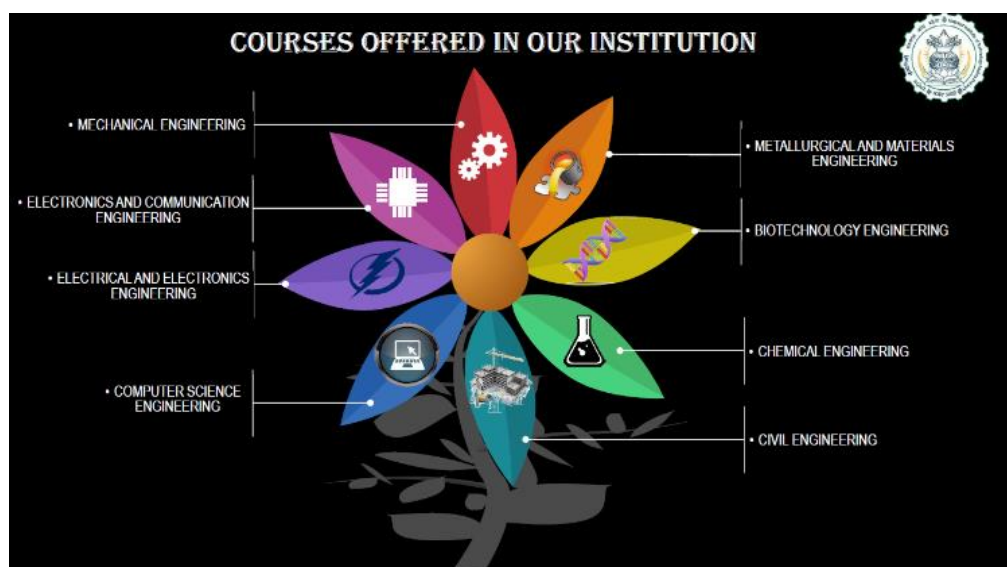 COURSES OFFERED IN OUR INSTITUTION
• MECHANICAL ENGINEERING
• ELECTRONICS AND COMMUNICATION
ENGINEERING
• ELECTRICAL AND ELECTRONICS
ENGINEERING
• COMPUTER SCIENCE
ENGINEERING
• METALLURGICAL AND MATERIALS
ENGINEERING
• BIOTECHNOLOGY ENGINEERING
• CHEMICAL ENGINEERING
• CIVIL ENGINEERING